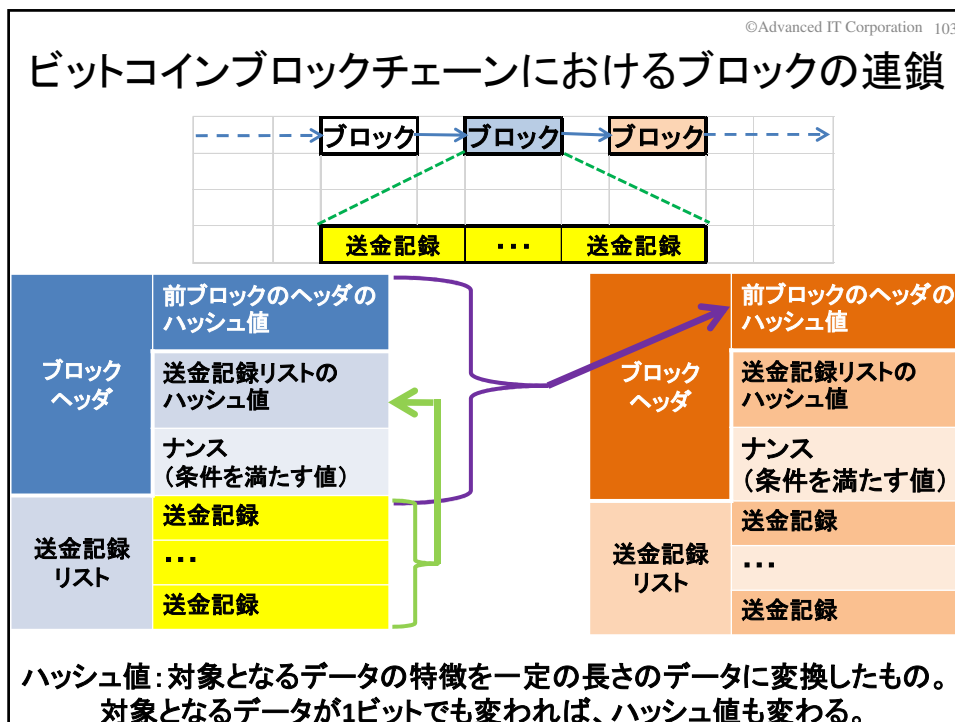 ©Advanced IT Corporation 103
ビットコインブロックチェーンにおけるブロックの連鎖
ブロック
ブロック
ブロック
送金記録
・・・
送金記録
ブロック
ヘッダ
前ブロックのヘッダの
ハッシュ値
送金記録リストの
ハッシュ値
ナンス
(条件を満たす値)
送金記録
リスト
送金記録
・・・
送金記録
ブロック
ヘッダ
前ブロックのヘッダの
ハッシュ値
送金記録リストの
ハッシュ値
ナンス
(条件を満たす値)
送金記録
リスト
送金記録
・・・
送金記録
ハッシュ値:対象となるデータの特徴を一定の長さのデータに変換したもの。
対象となるデータが1ビットでも変われば、ハッシュ値も変わる。